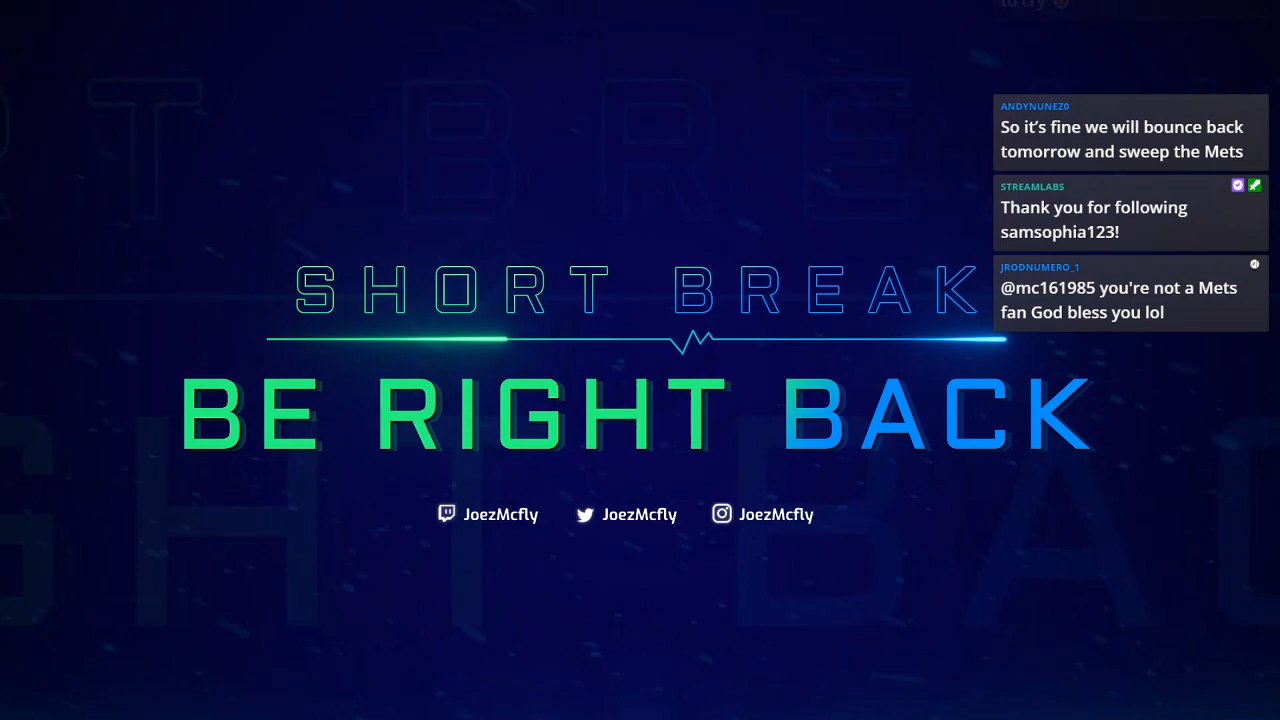 to cry
ANDYNUNEZ0
So it's fine we will bounce back
tomorrow and sweep the Mets
STREAMLABS
Thank you for following
samsophia123!
JRODNUMERO_1
@mc161985 you're not a Mets
fan God bless you lol
SHORT BREAK
BE RIGHT BACK
JoezMcfly JoezMcfly JoezMcfly